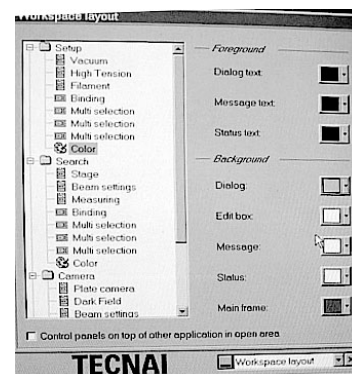 Workspace layout
Setup
Vacuum
High Tension
Filament
Binding
Multi selection
Multi selection
Multi selection
Color
Search
Stage
Beam settings
Measuring
Binding
Multi selection
Multi selection
Multi selection
Color
Camera
Plate camera
Dark Field
Beam settings
Foreground
Dialog text:
Message text:
Status text:
Background
Dialog:
Edit box:
Message:
Status:
Main frame:
Control panels on top of other application in open area
TECNAI
Workspace layout